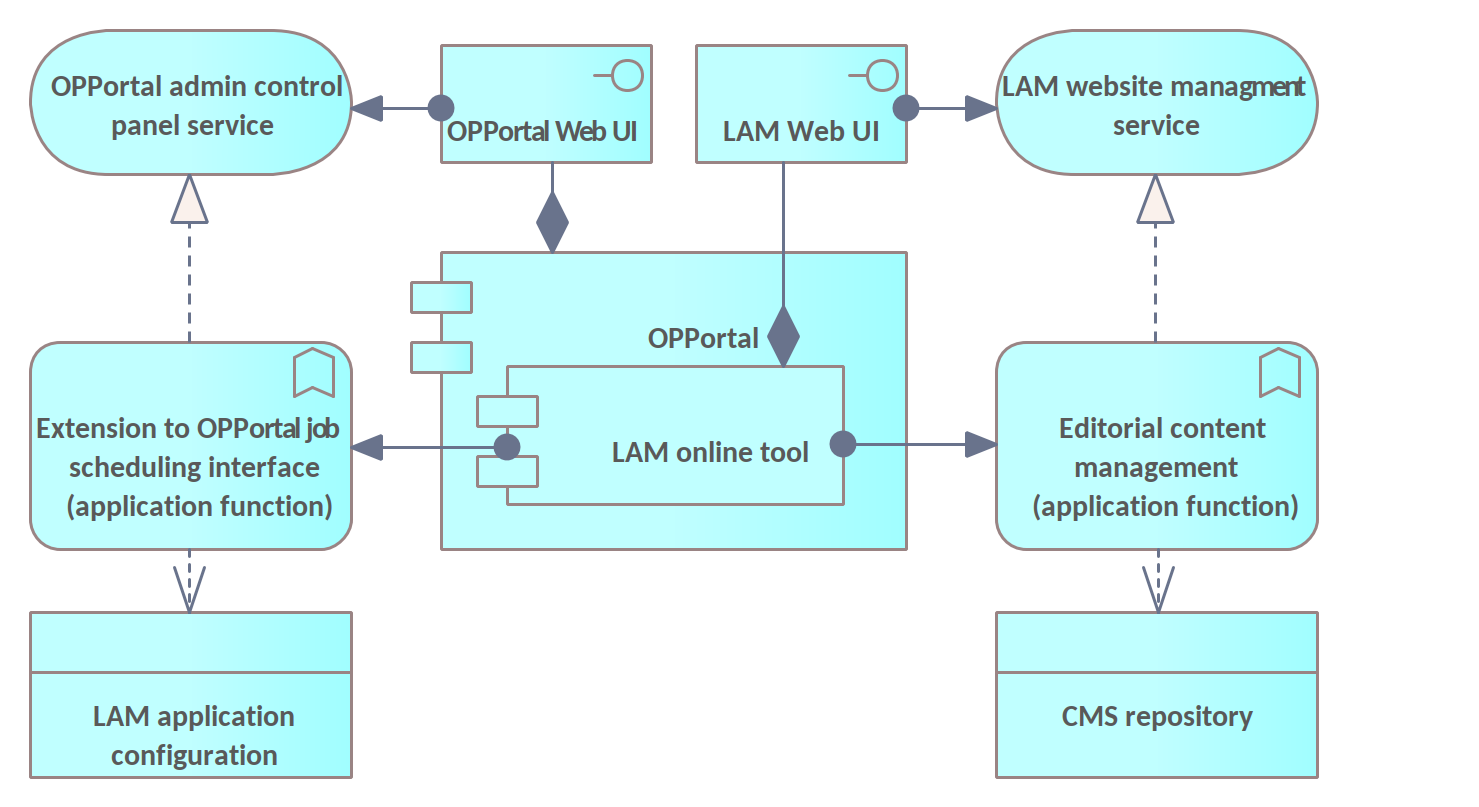 OPPortal admin control
panel service
OPPortal Web UI
LAM Web UI
LAM website managment
service
OPPortal
LAM online tool
Extension to OPPortal job
scheduling interface
(application function)
Editorial content
management
(application function)
LAM application
configuration
CMS repository